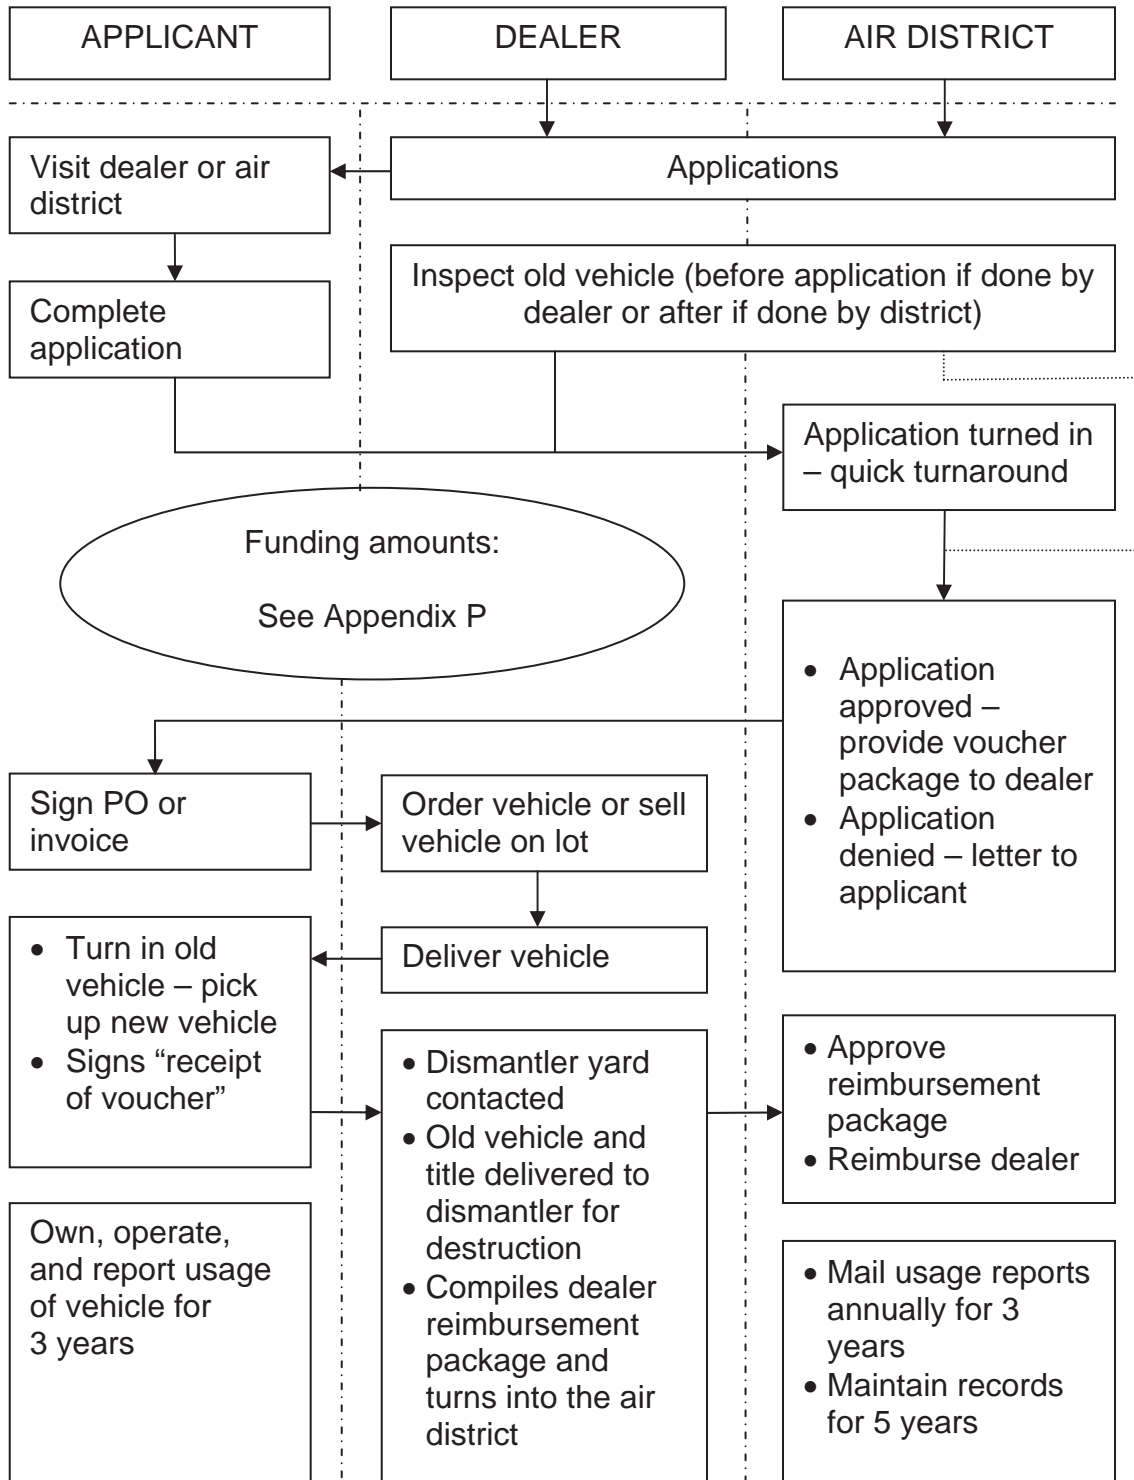 APPLICANT
DEALER
AIR DISTRICT
Visit dealer or air
district
Applications
Complete
application
Inspect old vehicle (before application if done by
dealer or after if done by district)
Application turned in
– quick turnaround
Funding amounts:
See Appendix P
• Application
approved –
provide voucher
package to dealer
• Application
denied – letter to
applicant
Sign PO or
invoice
Order vehicle or sell
vehicle on lot
Deliver vehicle
• Turn in old
vehicle – pick
up new vehicle
• Signs “receipt
of voucher”
• Dismantler yard
contacted
• Old vehicle and
title delivered to
dismantler for
destruction
• Compiles dealer
reimbursement
package and
turns into the air
district
• Approve
reimbursement
package
• Reimburse dealer
Own, operate,
and report usage
of vehicle for
3 years
• Mail usage reports
annually for 3
years
• Maintain records
for 5 years